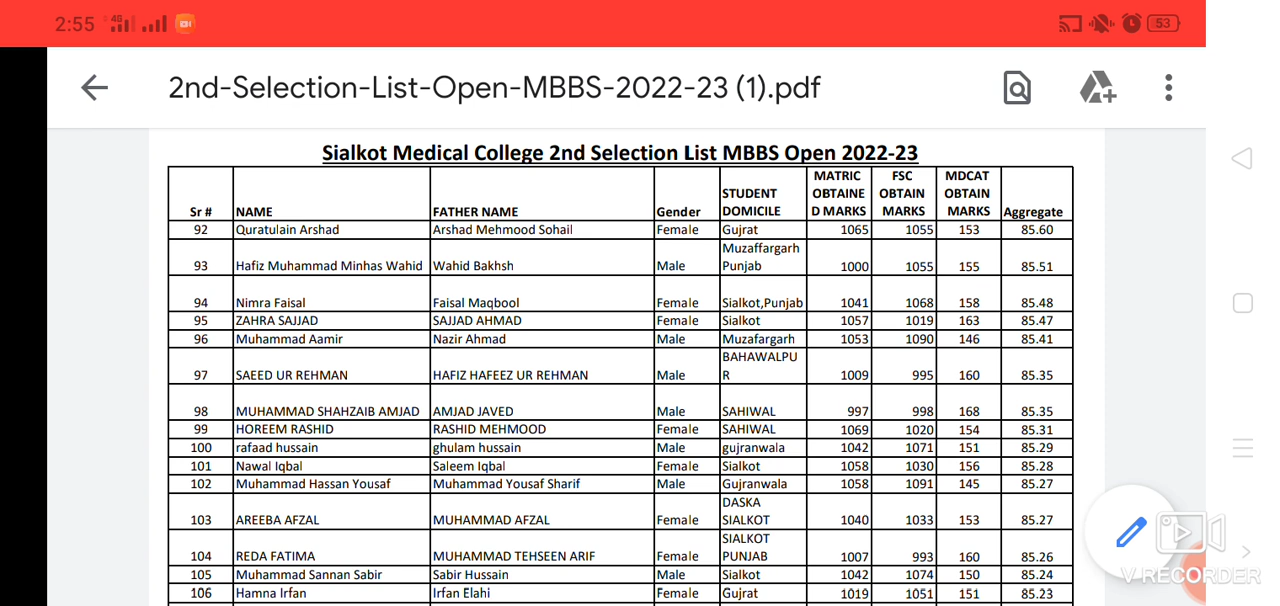 2:55 4G 53
2nd-Selection-List-Open-MBBS-2022-23 (1).pdf
Sialkot Medical College 2nd Selection List MBBS Open 2022-23
Sr # NAME FATHER NAME Gender STUDENT DOMICILE MATRIC OBTAINE D MARKS FSC OBTAIN MARKS MDCAT OBTAIN MARKS Aggregate
92 Quratulain Arshad Arshad Mehmood Sohail Female Gujrat 1065 1055 153 85.60
93 Hafiz Muhammad Minhas Wahid Wahid Bakhsh Male Muzaffargarh Punjab 1000 1055 155 85.51
94 Nimra Faisal Faisal Maqbool Female Sialkot,Punjab 1041 1068 158 85.48
95 ZAHRA SAJJAD SAJJAD AHMAD Female Sialkot 1057 1019 163 85.47
96 Muhammad Aamir Nazir Ahmad Male Muzafargarh 1053 1090 146 85.41
97 SAEED UR REHMAN HAFIZ HAFEEZ UR REHMAN Male BAHAWALPU R 1009 995 160 85.35
98 MUHAMMAD SHAHZAIB AMJAD AMJAD JAVED Male SAHIWAL 997 998 168 85.35
99 HOREEM RASHID RASHID MEHMOOD Female SAHIWAL 1069 1020 154 85.31
100 rafaad hussain ghulam hussain Male gujranwala 1042 1071 151 85.29
101 Nawal Iqbal Saleem Iqbal Female Sialkot 1058 1030 156 85.28
102 Muhammad Hassan Yousaf Muhammad Yousaf Sharif Male Gujranwala 1058 1091 145 85.27
103 AREEBA AFZAL MUHAMMAD AFZAL Female DASKA SIALKOT 1040 1033 153 85.27
104 REDA FATIMA MUHAMMAD TEHSEEN ARIF Female SIALKOT PUNJAB 1007 993 160 85.26
105 Muhammad Sannan Sabir Sabir Hussain Male Sialkot 1042 1074 150 85.24
106 Hamna Irfan Irfan Elahi Female Gujrat 1019 1051 151 85.23
V RECORDER